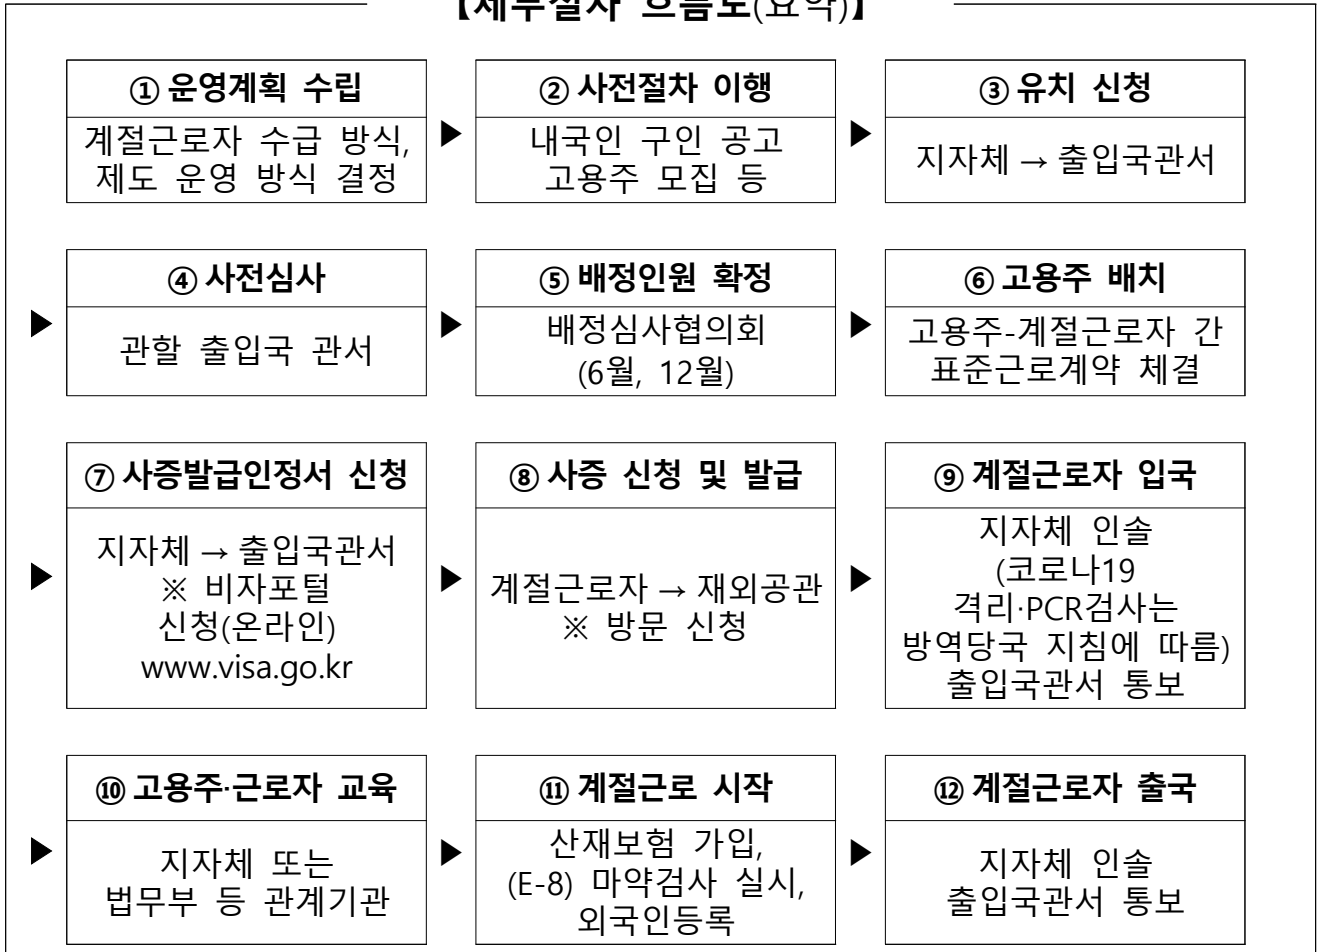 【세부절차 흐름도(요약)】
① 운영계획 수립
계절근로자 수급 방식,
제도 운영 방식 결정
② 사전절차 이행
내국인 구인 공고
고용주 모집 등
③ 유치 신청
지자체 → 출입국관서
④ 사전심사
관할 출입국 관서
⑤ 배정인원 확정
배정심사협의회
(6월, 12월)
⑥ 고용주 배치
고용주-계절근로자 간
표준근로계약 체결
⑦ 사증발급인정서 신청
지자체 → 출입국관서
※ 비자포털
신청(온라인)
www.visa.go.kr
⑧ 사증 신청 및 발급
계절근로자 → 재외공관
※ 방문 신청
⑨ 계절근로자 입국
지자체 인솔
(코로나19
격리·PCR검사는
방역당국 지침에 따름)
출입국관서 통보
⑩ 고용주·근로자 교육
지자체 또는
법무부 등 관계기관
⑪ 계절근로 시작
산재보험 가입,
(E-8) 마약검사 실시,
외국인등록
⑫ 계절근로자 출국
지자체 인솔
출입국관서 통보